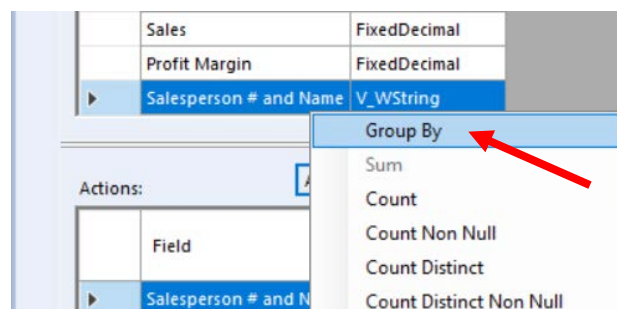 Sales FixedDecimal
Profit Margin FixedDecimal
Salesperson # and Name V_WString
Group By
Sum
Actions:
Count
Field
Count Non Null
Count Distinct
Salesperson # and N
Count Distinct Non Null